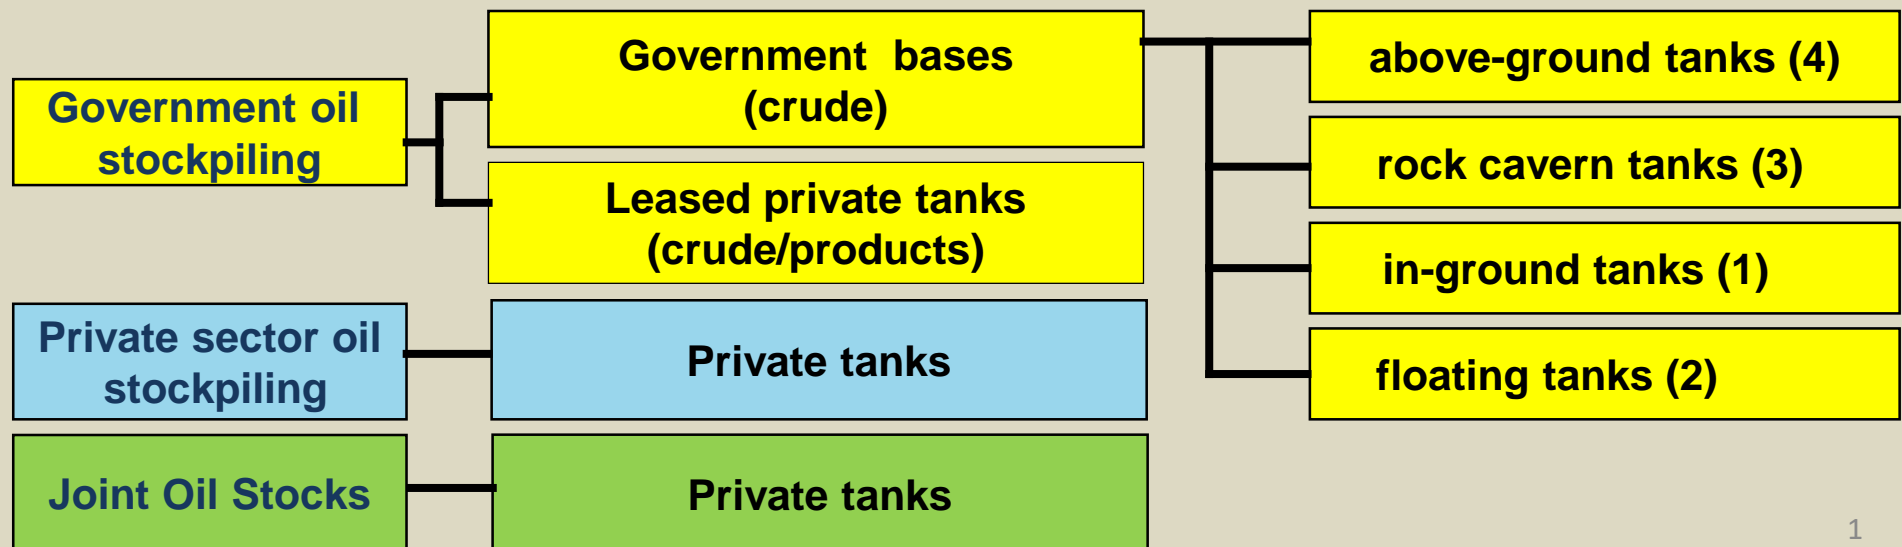 Government oil
stockpiling
Government bases
(crude)
Leased private tanks
(crude/products)
above-ground tanks (4)
rock cavern tanks (3)
in-ground tanks (1)
floating tanks (2)
Private sector oil
stockpiling
Private tanks
Joint Oil Stocks
Private tanks
1